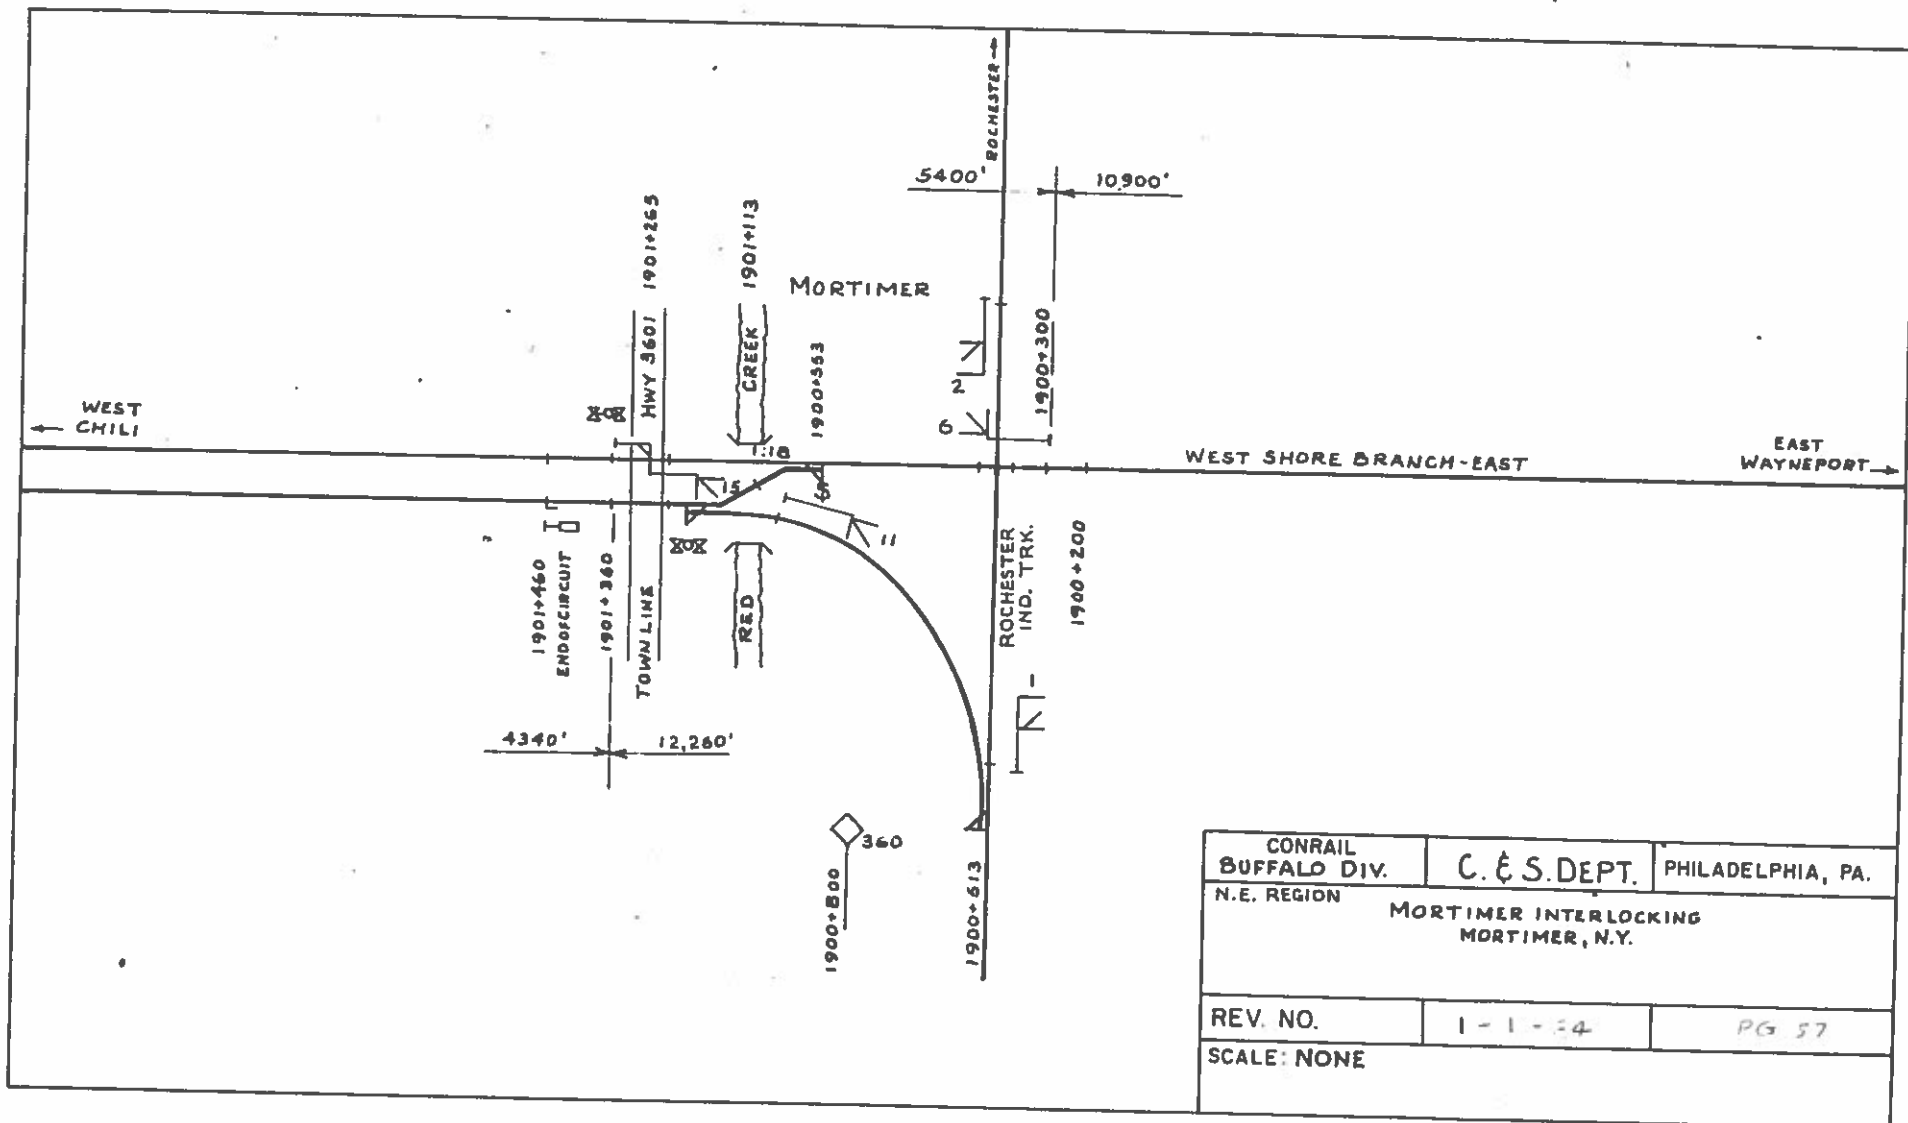 ROCHESTER
5400'
10,900'
1901+265
1901+113
MORTIMER
HWY 3601
CREEK
1900+553
2
1900+300
6
WEST
CHILI
1:18
WEST SHORE BRANCH-EAST
EAST
WAYNEPORT
15
11
1901+460
END OF CIRCUIT
1901+360
TOWN LINE
RED
ROCHESTER
IND. TRK.
1900+200
1
4340'
12,260'
360
1900+800
1900+613
CONRAIL
BUFFALO DIV.
C. & S. DEPT.
PHILADELPHIA, PA.
N.E. REGION
MORTIMER INTERLOCKING
MORTIMER, N.Y.
REV. NO.
PG 57
SCALE: NONE